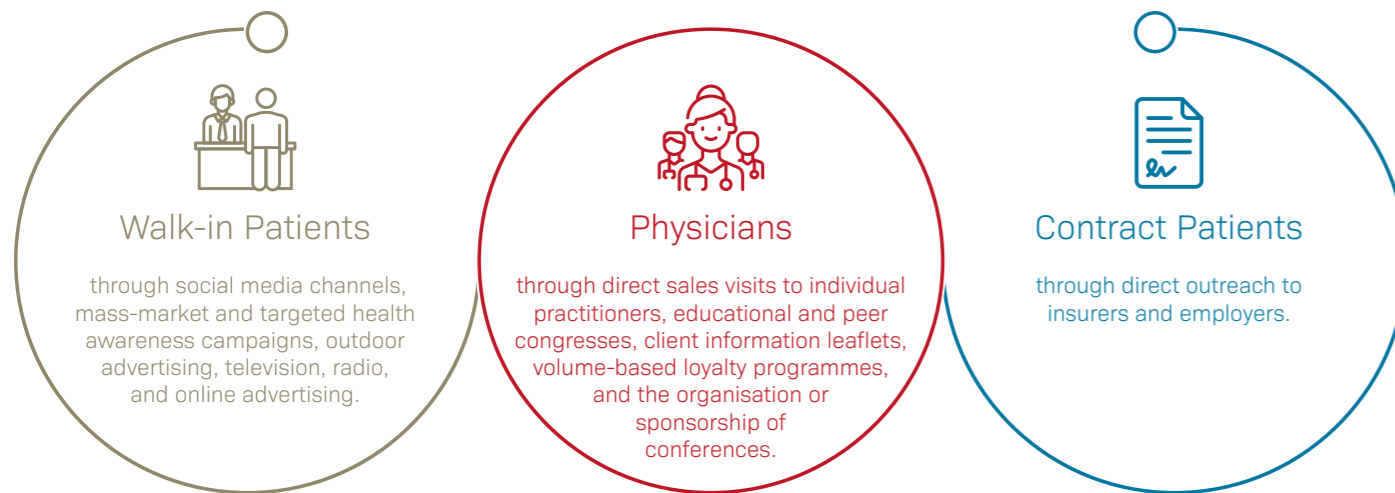 Walk-in Patients
through social media channels,
mass-market and targeted health
awareness campaigns, outdoor
advertising, television, radio,
and online advertising.
Physicians
through direct sales visits to individual
practitioners, educational and peer
congresses, client information leaflets,
volume-based loyalty programmes,
and the organisation or
sponsorship of
conferences.
Contract Patients
through direct outreach to
insurers and employers.